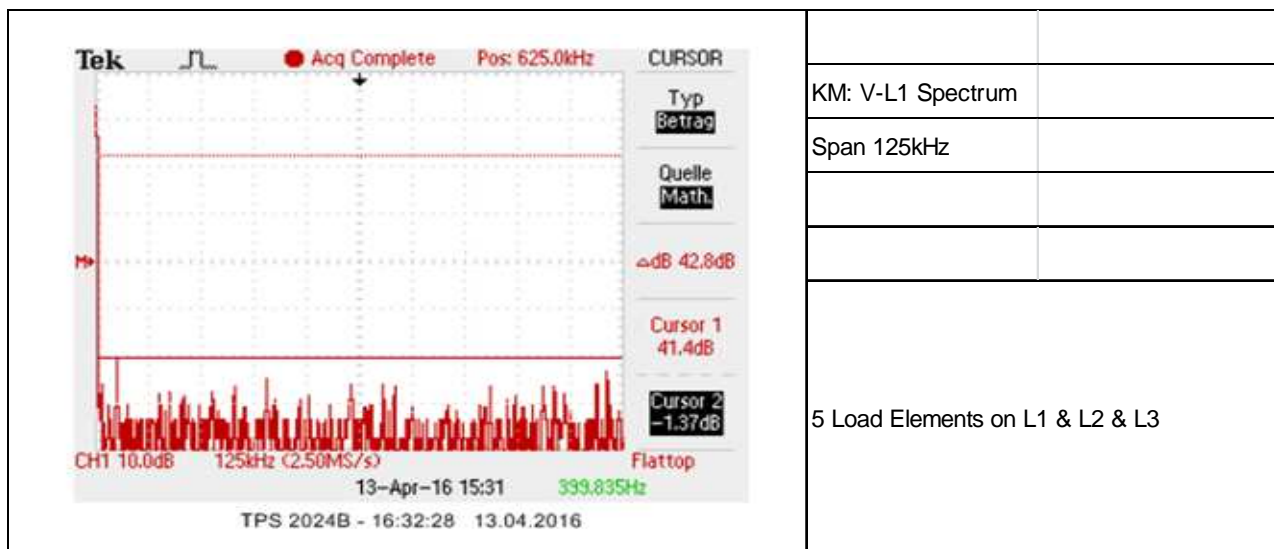 Tek Acq Complete Pos: 625.0kHz CURSOR
Typ
Betrag
Quelle
Math.
M
△dB 42.8dB
Cursor 1
41.4dB
Cursor 2
-1.37dB
CH1 10.0dB 125kHz (2.50MS/s) Flattop
13-Apr-16 15:31 399.835Hz
TPS 2024B - 16:32:28 13.04.2016
KM: V-L1 Spectrum
Span 125kHz
5 Load Elements on L1 & L2 & L3